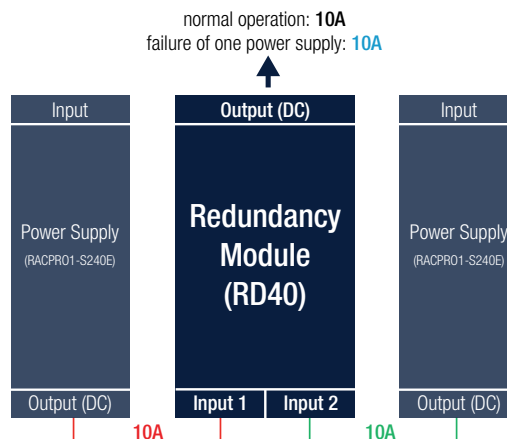 normal operation: 10A
failure of one power supply: 10A
Input
Output (DC)
Input
Power Supply
(RACPRO1-S240E)
Redundancy
Module
(RD40)
Power Supply
(RACPRO1-S240E)
Output (DC)
Input 1
Input 2
Output (DC)
10A
10A